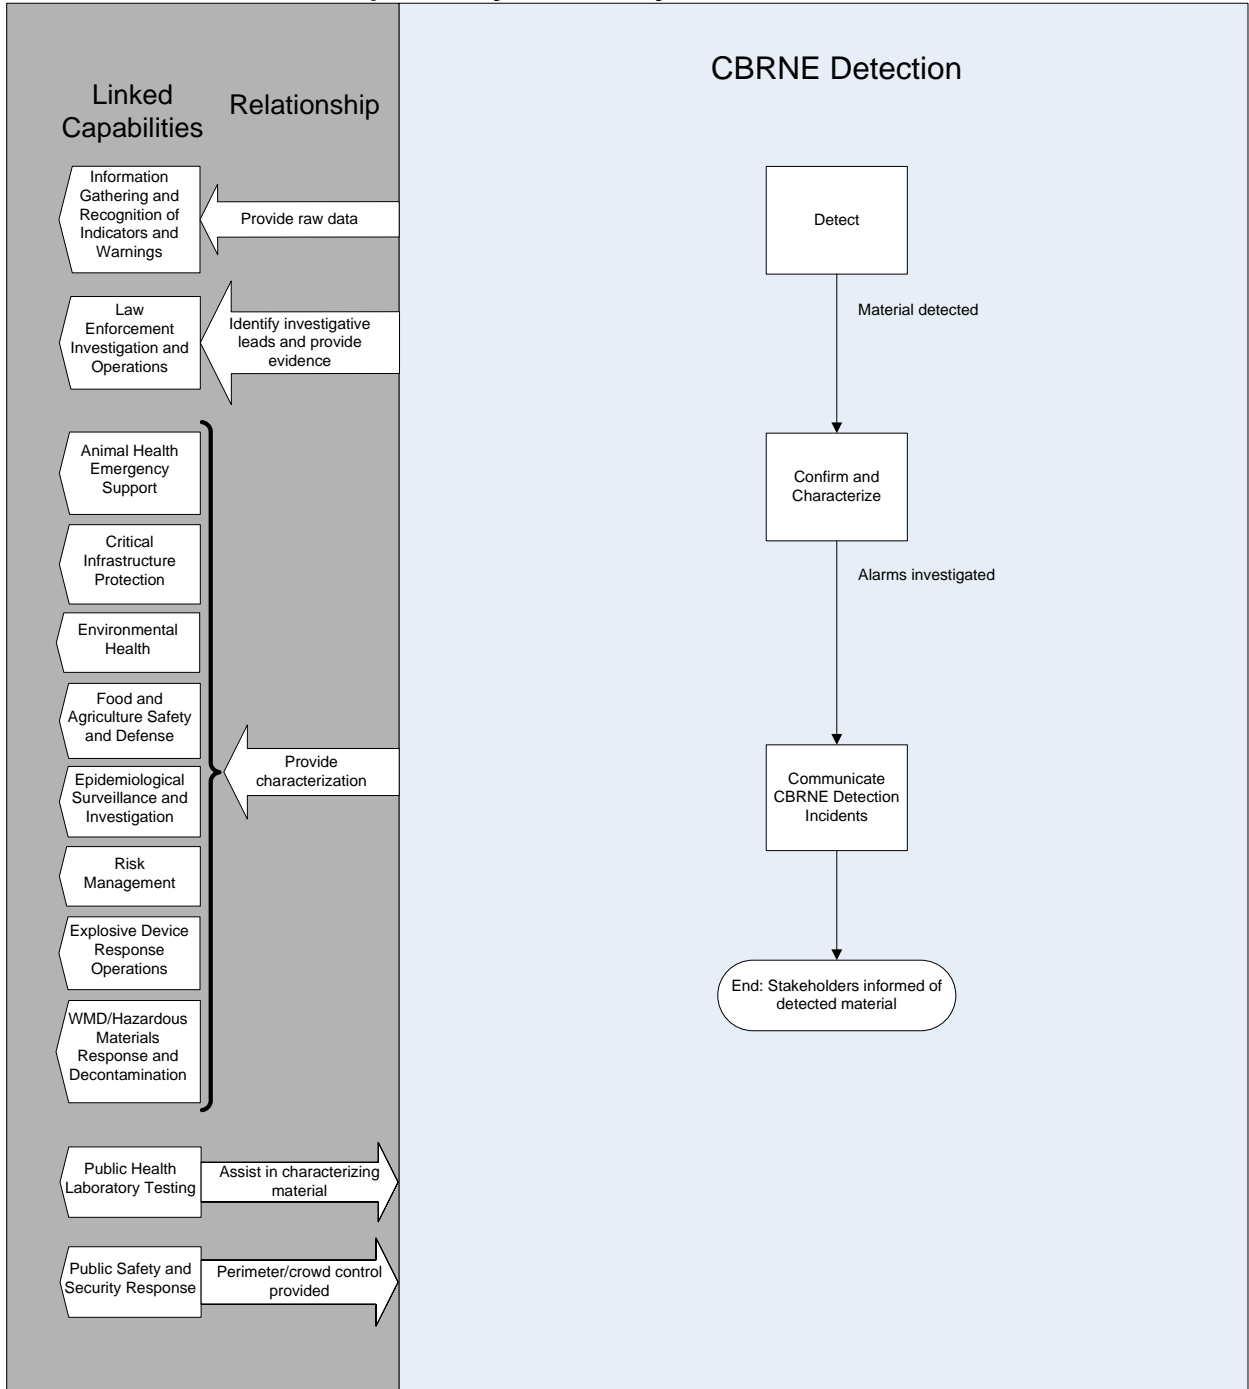 CBRNE Detection
Linked
Capabilities
Relationship
Information
Gathering and
Recognition of
Indicators and
Warnings
Provide raw data
Detect
Material detected
Law
Enforcement
Investigation and
Operations
Identify investigative
leads and provide
evidence
Animal Health
Emergency
Support
Confirm and
Characterize
Critical
Infrastructure
Protection
Alarms investigated
Environmental
Health
Food and
Agriculture Safety
and Defense
Provide
characterization
Epidemiological
Surveillance and
Investigation
Communicate
CBRNE Detection
Incidents
Risk
Management
Explosive Device
Response
Operations
End: Stakeholders informed of
detected material
WMD/Hazardous
Materials
Response and
Decontamination
Public Health
Laboratory Testing
Assist in characterizing
material
Public Safety and
Security Response
Perimeter/crowd control
provided